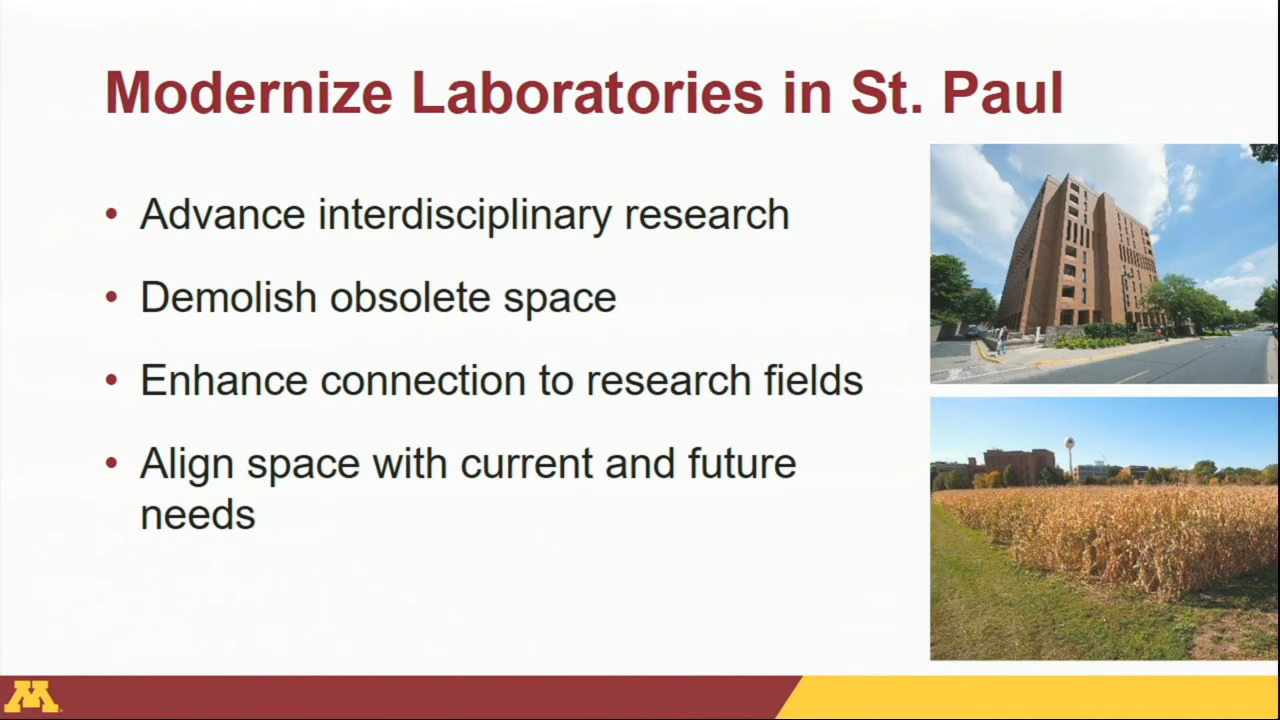 Modernize Laboratories in St. Paul
• Advance interdisciplinary research
• Demolish obsolete space
• Enhance connection to research fields
• Align space with current and future
needs
M